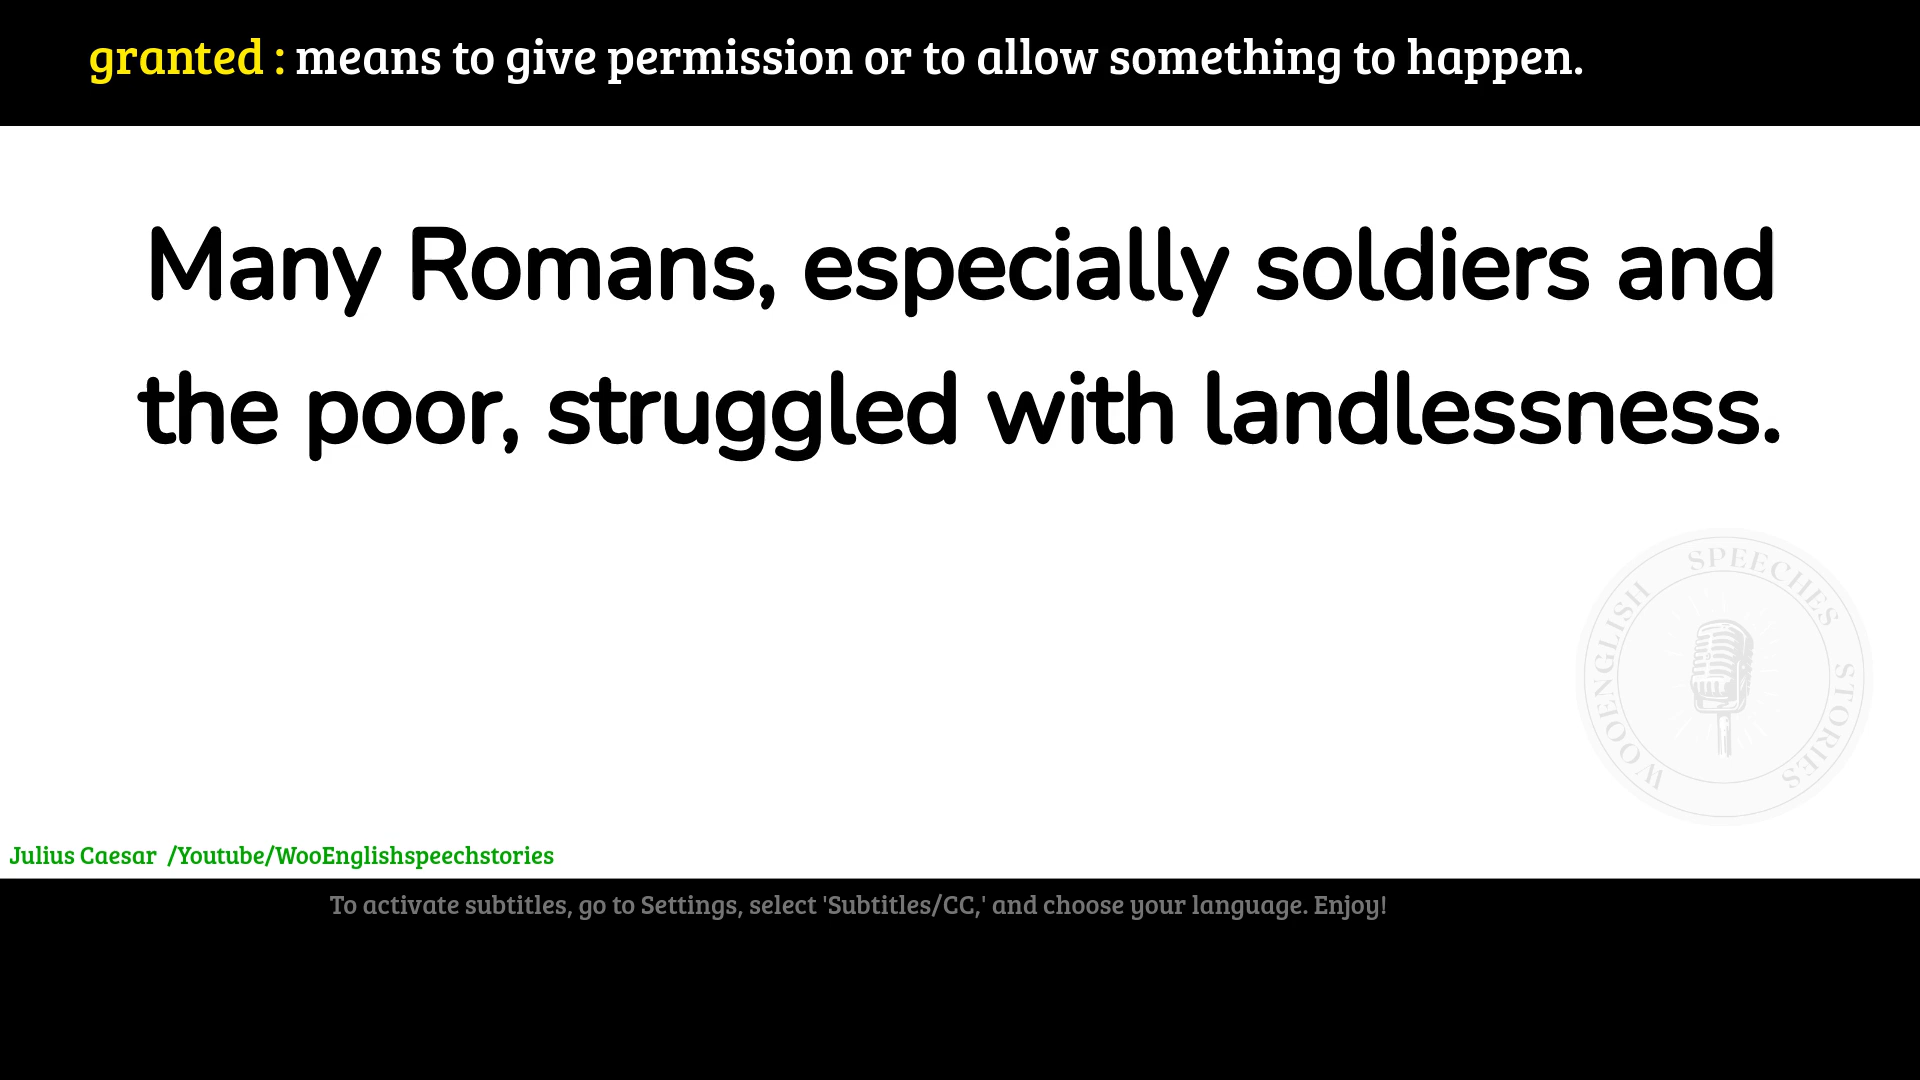 granted : means to give permission or to allow something to happen.
Many Romans, especially soldiers and
the poor, struggled with landlessness.
WOOENGLISH SPEECHES STORIES
Julius Caesar /Youtube/WooEnglishspeechstories
To activate subtitles, go to Settings, select 'Subtitles/CC,' and choose your language. Enjoy!